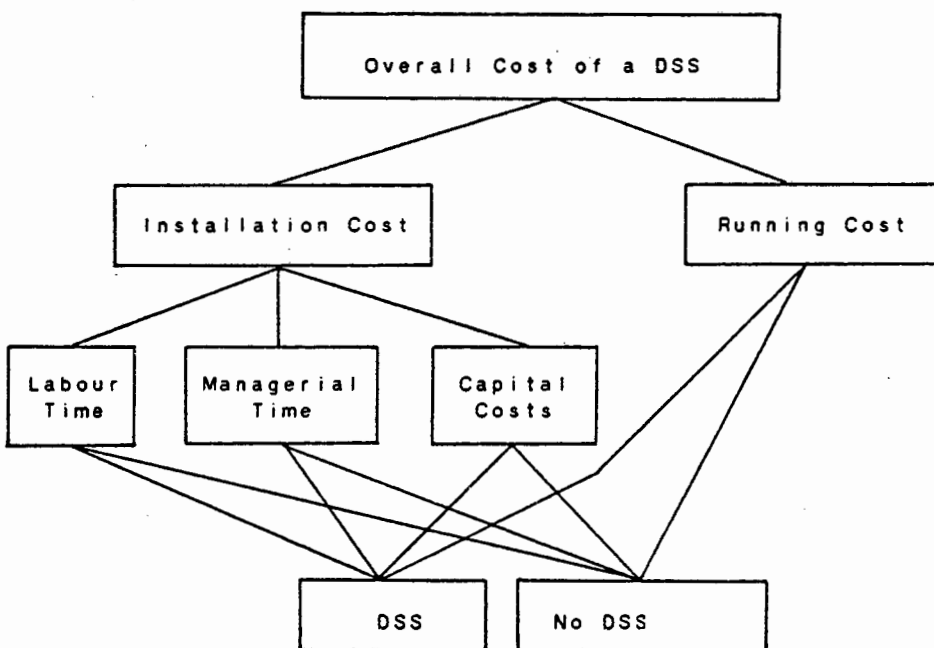 Overall Cost of a DSS
Installation Cost
Running Cost
Labour
Time
Managerial
Time
Capital
Costs
DSS
No DSS